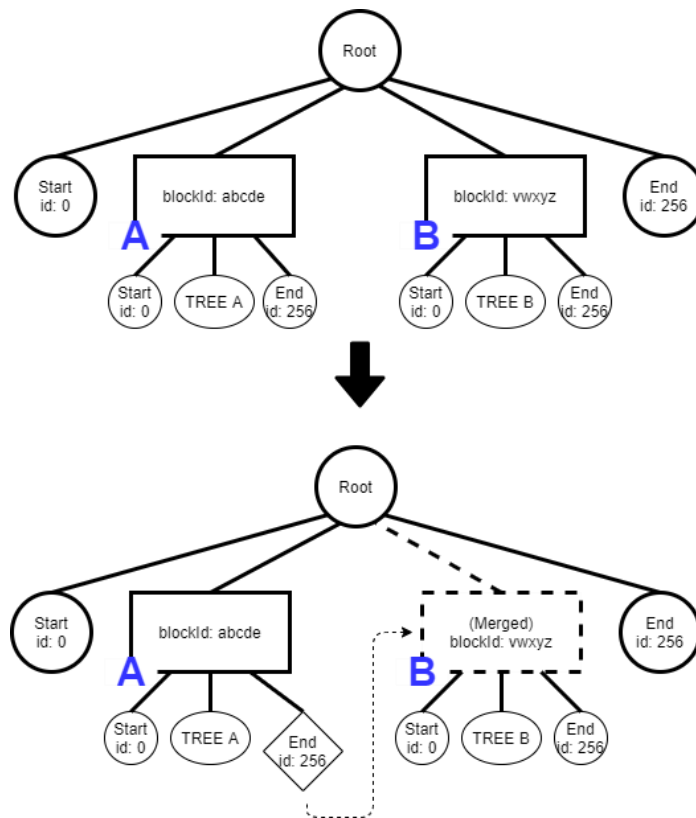 Root
Start
id: 0
blockId: abcde
A
blockId: vwxyz
B
End
id: 256
Start
id: 0
TREE A
End
id: 256
Start
id: 0
TREE B
End
id: 256
Root
Start
id: 0
blockId: abcde
A
(Merged)
blockId: vwxyz
B
End
id: 256
Start
id: 0
TREE A
End
id: 256
Start
id: 0
TREE B
End
id: 256